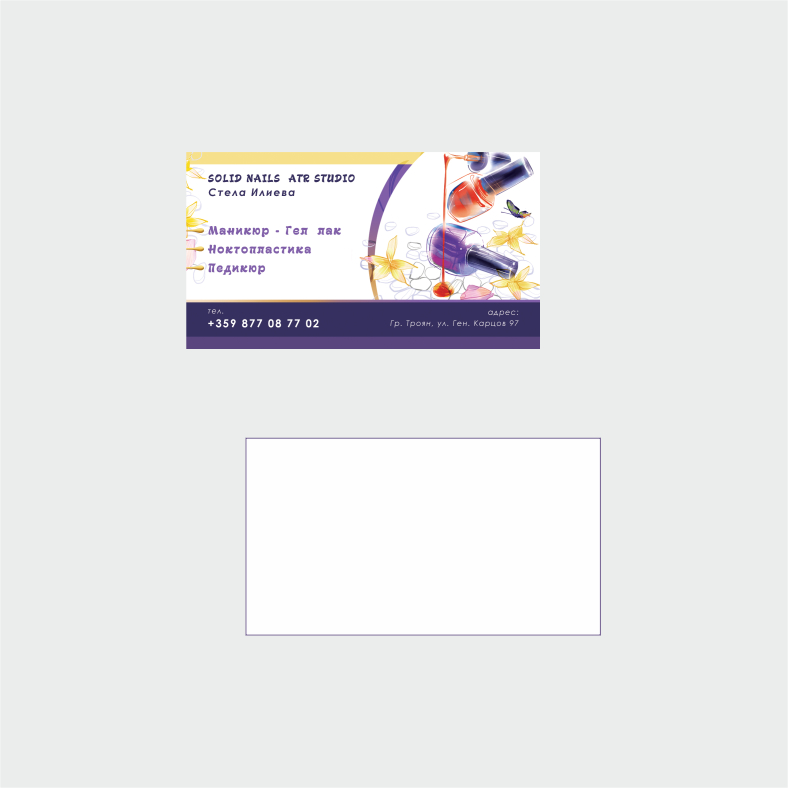 SOLID NAILS ATR STUDIO
Стела Илиева
Маникюр - Гел лак
Ноктопластика
Педикюр
тел.
+359 877 08 77 02
адрес:
Гр. Троян, ул. Ген. Карцов 97